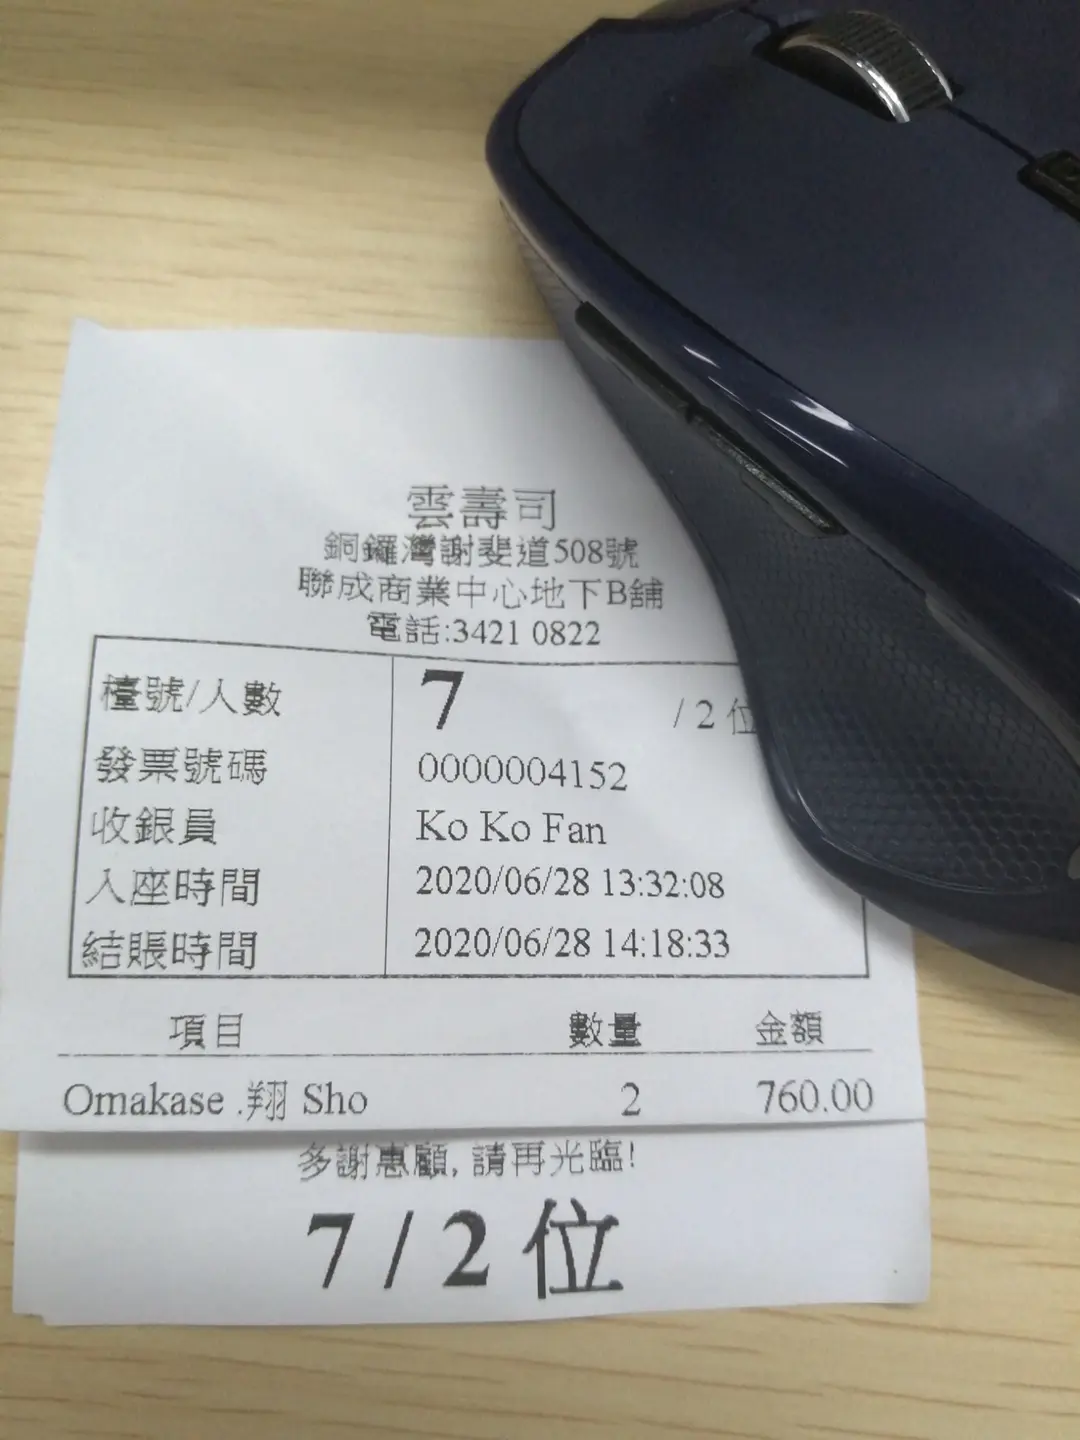 雲壽司
銅鑼灣謝斐道508號
聯成商業中心地下B舖
電話:3421 0822
檯號/人數 7 / 2 位
發票號碼 0000004152
收銀員 Ko Ko Fan
入座時間 2020/06/28 13:32:08
結賬時間 2020/06/28 14:18:33
項目 數量 金額
Omakase .翔 Sho 2 760.00
多謝惠顧, 請再光臨!
7 / 2 位